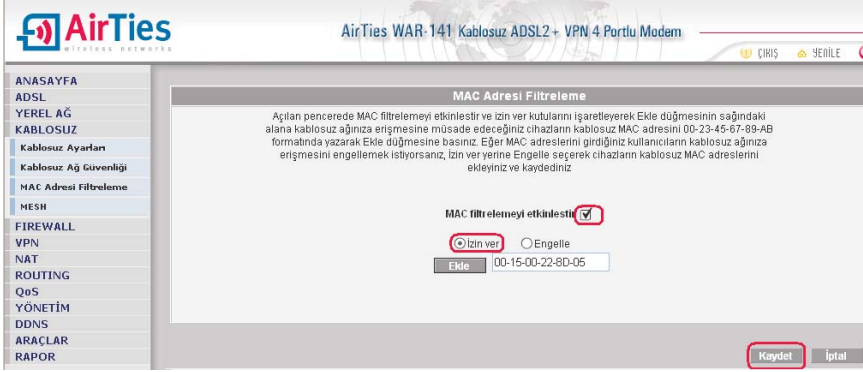 AirTies
wireless networks
AirTies WAR-141 Kablosuz ADSL2+ VPN 4 Portlu Modem
ÇIKIŞ
YENİLE
ANASAYFA
ADSL
YEREL AĞ
KABLOSUZ
Kablosuz Ayarları
Kablosuz Ağ Güvenliği
MAC Adresi Filtreleme
MESH
FIREWALL
VPN
NAT
ROUTING
QoS
YÖNETİM
DDNS
ARAÇLAR
RAPOR
MAC Adresi Filtreleme
Açılan pencerede MAC filtrelemeyi etkinlestir ve izin ver kutularını işaretleyerek Ekle düğmesinin sağındaki
alana kablosuz ağınıza erişmesine müsade edeceğiniz cihazların kablosuz MAC adresini 00-23-45-67-89-AB
formatında yazarak Ekle düğmesine basınız. Eğer MAC adreslerini girdiğiniz kullanıcıların kablosuz ağınıza
erişmesini engellemek istiyorsanız, İzin ver yerine Engelle seçerek cihazların kablosuz MAC adreslerini
ekleyiniz ve kaydediniz
MAC filtrelemeyi etkinlestir
İzin ver Engelle
Ekle 00-15-00-22-8D-05
Kaydet İptal